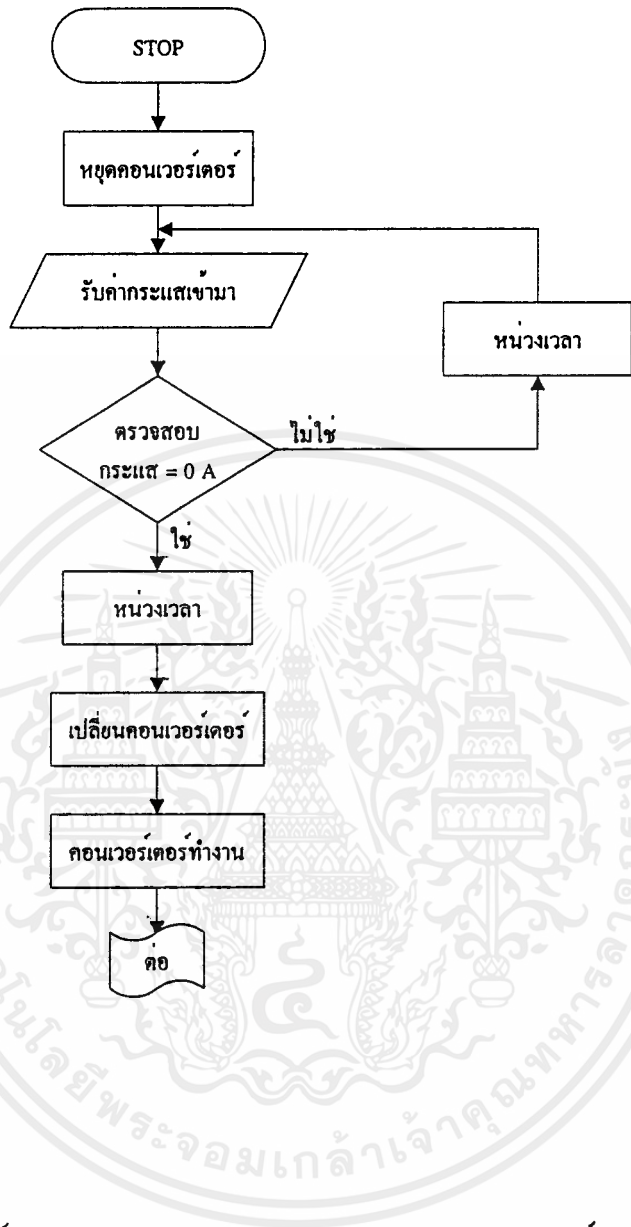 STOP
หยุดคอนเวอร์เตอร์
รับค่ากระแสเข้ามา
หน่วงเวลา
ตรวจสอบ
กระแส = 0 A
ไม่ใช่
ใช่
หน่วงเวลา
เปลี่ยนคอนเวอร์เตอร์
คอนเวอร์เตอร์ทำงาน
ต่อ